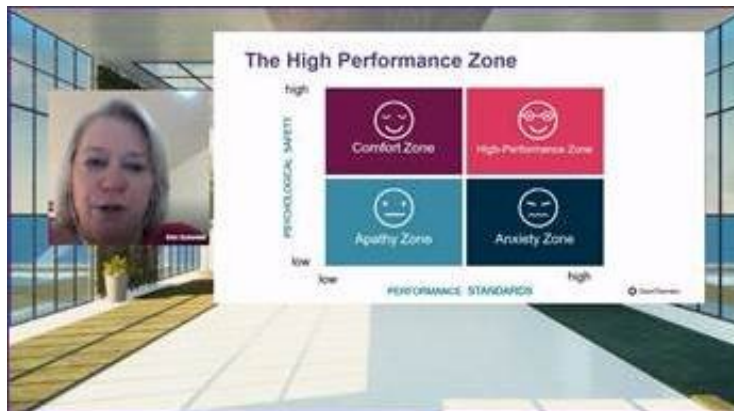 The High Performance Zone
high
PSYCHOLOGICAL SAFETY
Comfort Zone
High-Performance Zone
Apathy Zone
Anxiety Zone
low
low
high
PERFORMANCE STANDARDS